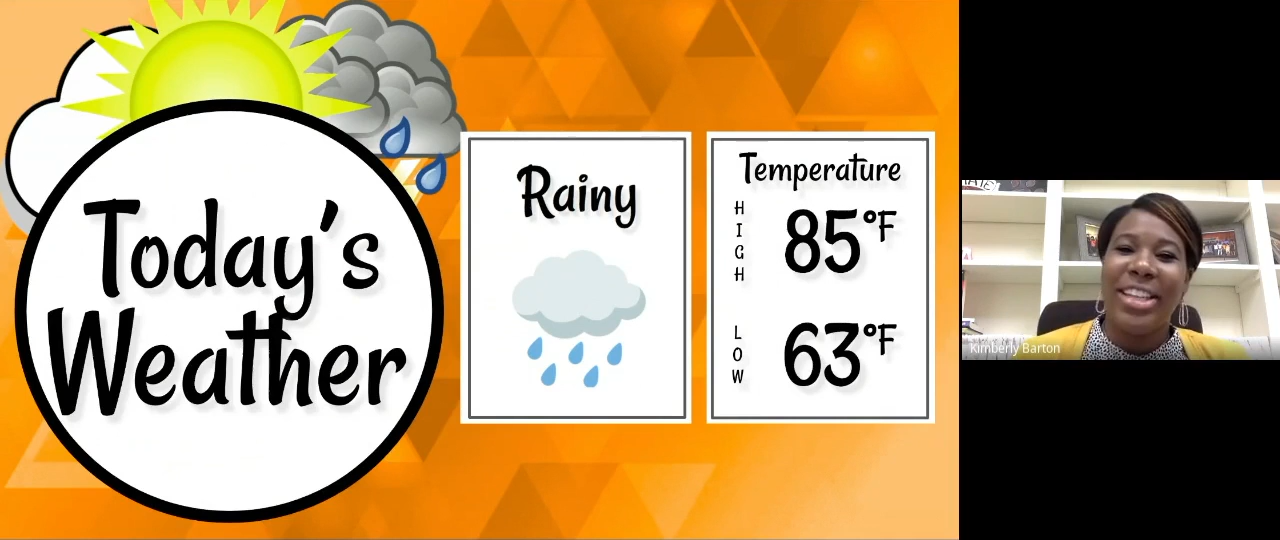 Today's
Weather
Rainy
Temperature
HIGH
85°F
LOW
63°F
Kimberly Barton